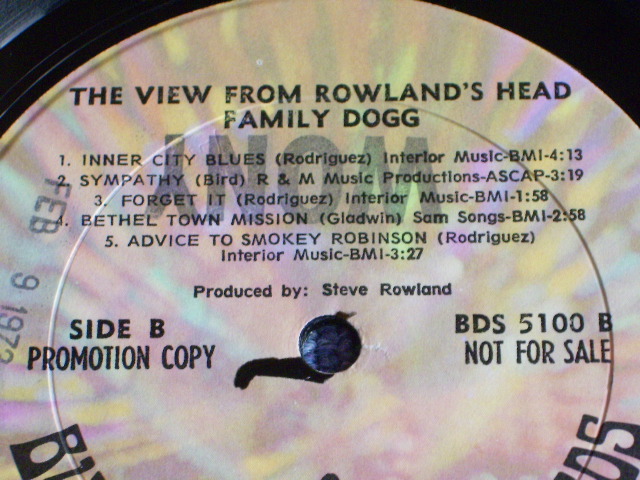 THE VIEW FROM ROWLAND'S HEAD
FAMILY DOGG
1. INNER CITY BLUES (Rodriguez) Interior Music-BMI-4:13
2. SYMPATHY (Bird) R & M Music Productions-ASCAP-3:19
3. FORGET IT (Rodriguez) Interior Music-BMI-1:58
4. BETHEL TOWN MISSION (Gladwin) Sam Songs-BMI-2:58
5. ADVICE TO SMOKEY ROBINSON (Rodriguez)
Interior Music-BMI-3:27
Produced by: Steve Rowland
SIDE B
PROMOTION COPY
BDS 5100 B
NOT FOR SALE
FEB 9 1973
MONY